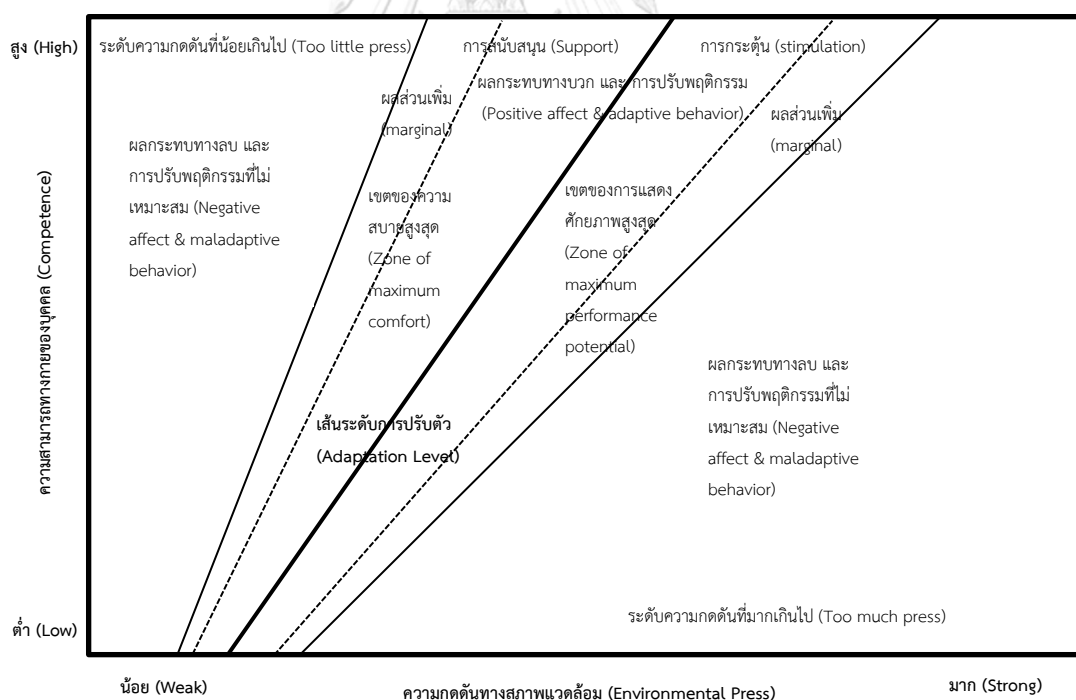 สูง (High)
ระดับความกดดันที่น้อยเกินไป (Too little press)
การสนับสนุน (Support)
การกระตุ้น (stimulation)
ผลกระทบทางบวก และ การปรับพฤติกรรม
(Positive affect & adaptive behavior)
ผลส่วนเพิ่ม
(marginal)
ผลส่วนเพิ่ม
(marginal)
ผลกระทบทางลบ และ
การปรับพฤติกรรมที่ไม่
เหมาะสม (Negative
affect & maladaptive
behavior)
เขตของความ
สบายสูงสุด
(Zone of
maximum
comfort)
เขตของการแสดง
ศักยภาพสูงสุด
(Zone of
maximum
performance
potential)
ความสามารถทางกายของบุคคล (Competence)
ผลกระทบทางลบ และ
การปรับพฤติกรรมที่ไม่
เหมาะสม (Negative
affect & maladaptive
behavior)
เส้นระดับการปรับตัว
(Adaptation Level)
ระดับความกดดันที่มากเกินไป (Too much press)
ต่ำ (Low)
น้อย (Weak)
ความกดดันทางสภาพแวดล้อม (Environmental Press)
มาก (Strong)